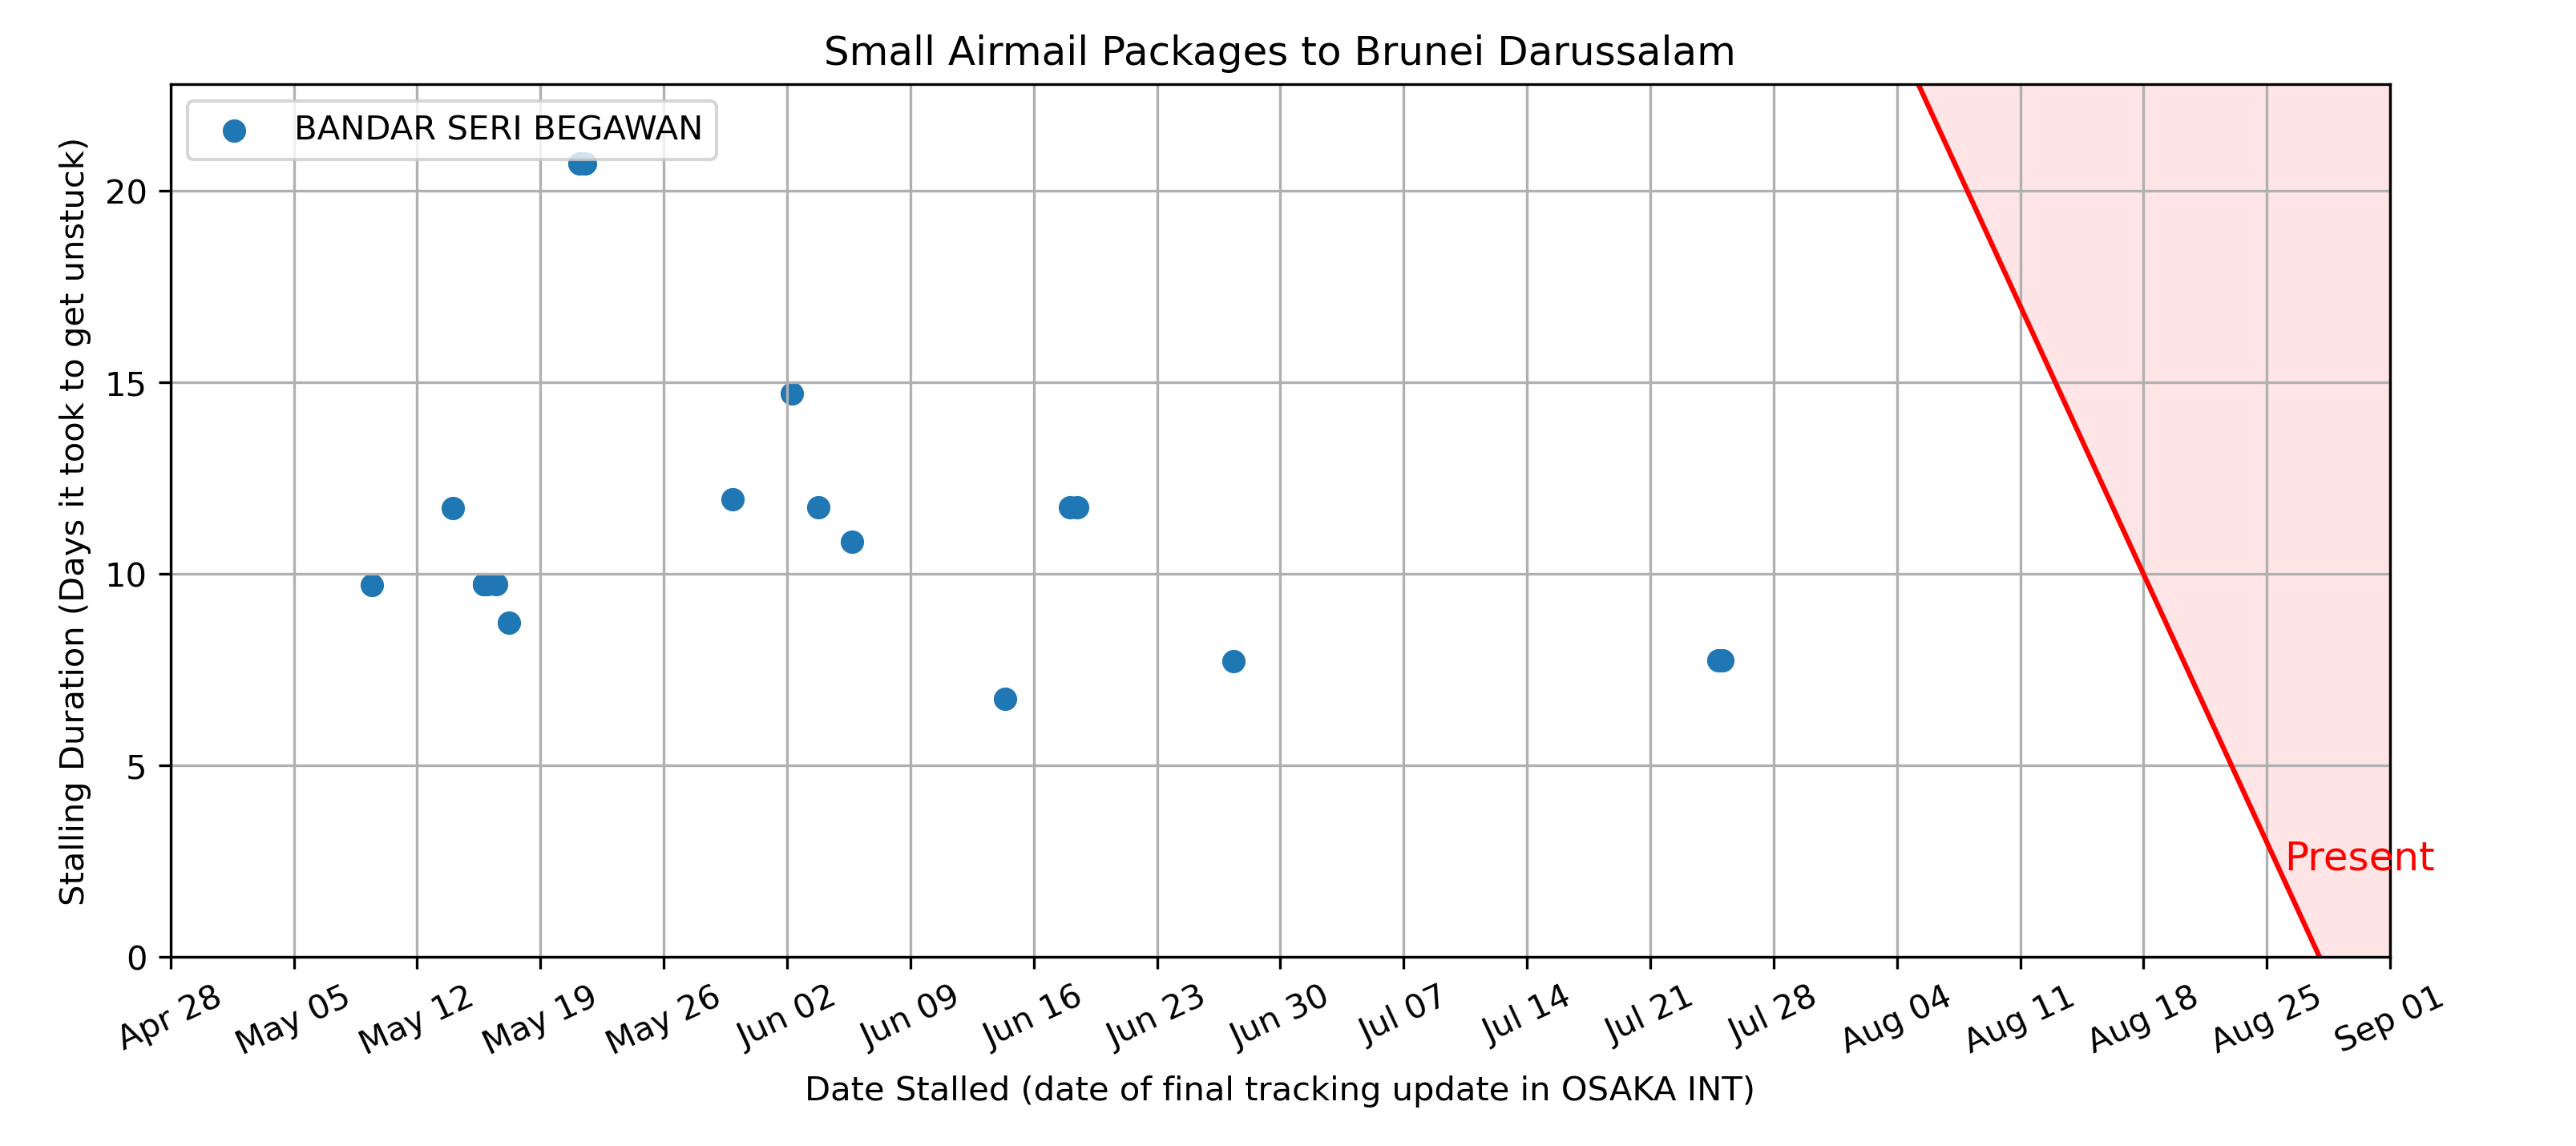 Small Airmail Packages to Brunei Darussalam
BANDAR SERI BEGAWAN
Stalling Duration (Days it took to get unstuck)
20
15
10
5
0
Present
Apr 28
May 05
May 12
May 19
May 26
Jun 02
Jun 09
Jun 16
Jun 23
Jun 30
Jul 07
Jul 14
Jul 21
Jul 28
Aug 04
Aug 11
Aug 18
Aug 25
Sep 01
Date Stalled (date of final tracking update in OSAKA INT)